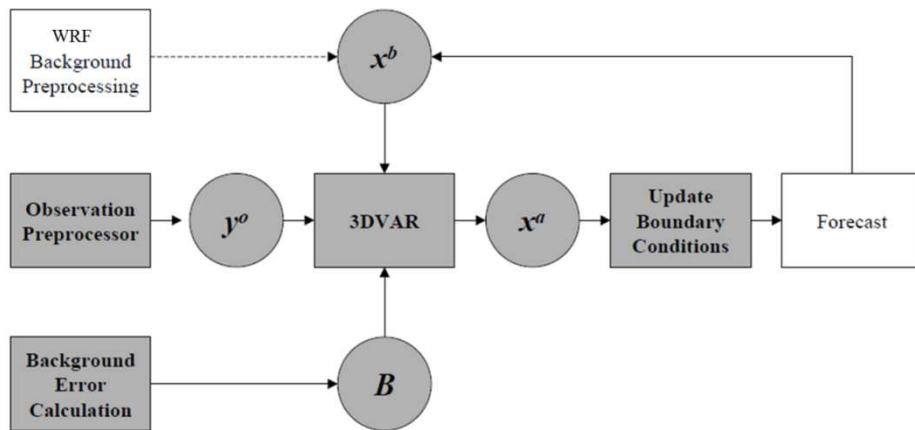 WRF
Background
Preprocessing
x^b
Observation
Preprocessor
y^o
3DVAR
x^a
Update
Boundary
Conditions
Forecast
Background
Error
Calculation
B